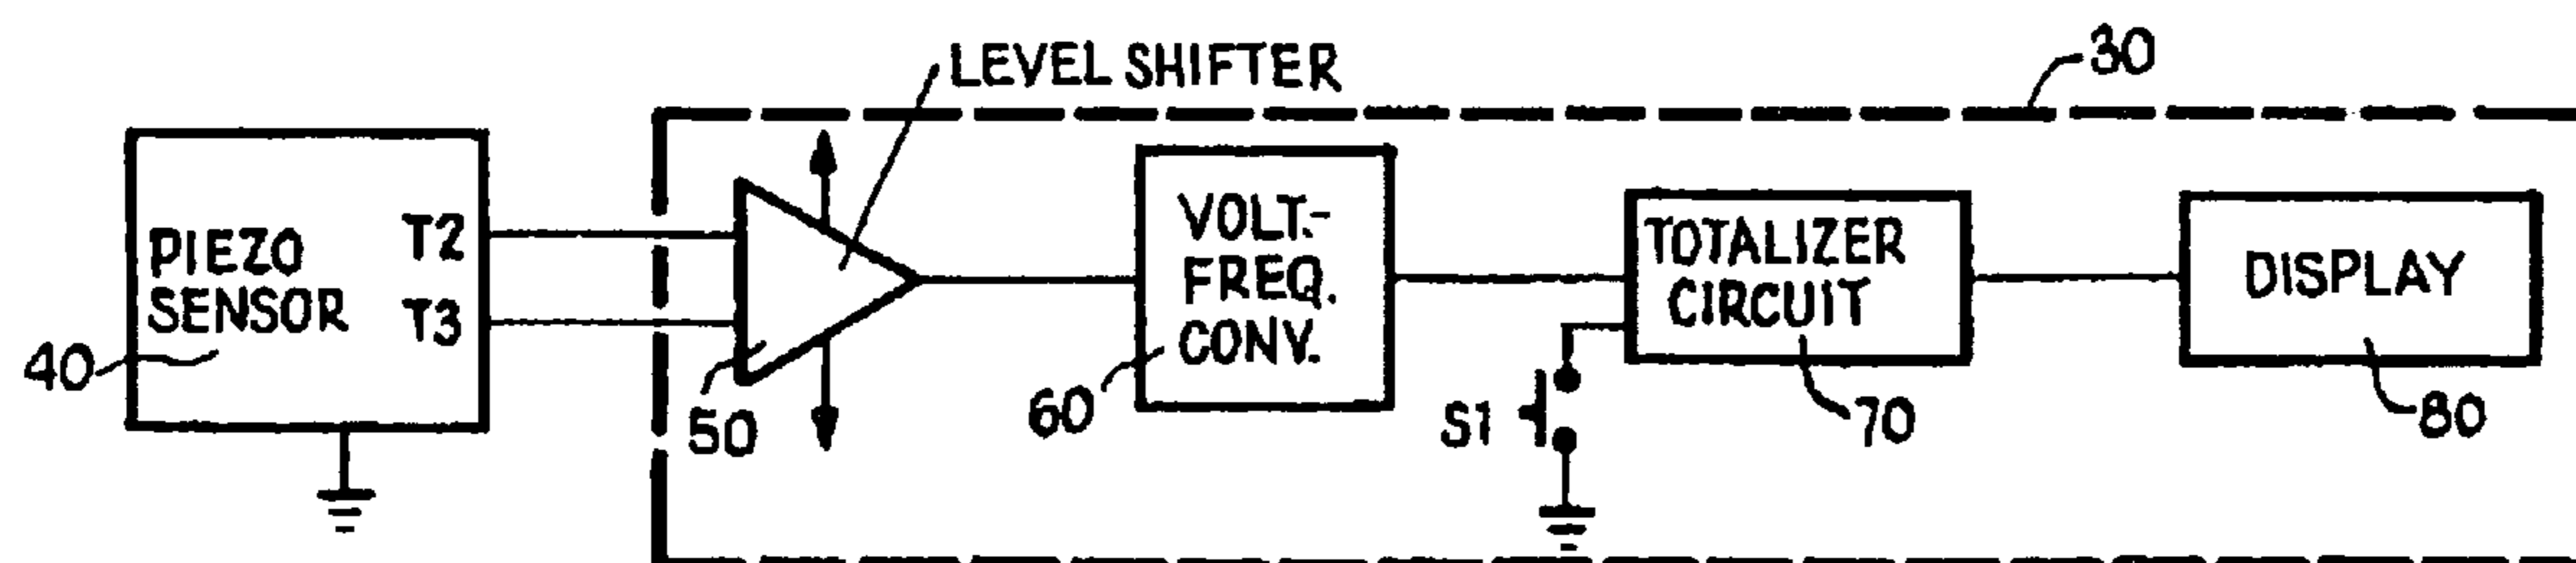 LEVEL SHIFTER
30
PIEZO
SENSOR
T2
T3
40
50
VOLT.-
FREQ.
CONV.
60
S1
TOTALIZER
CIRCUIT
70
DISPLAY
80